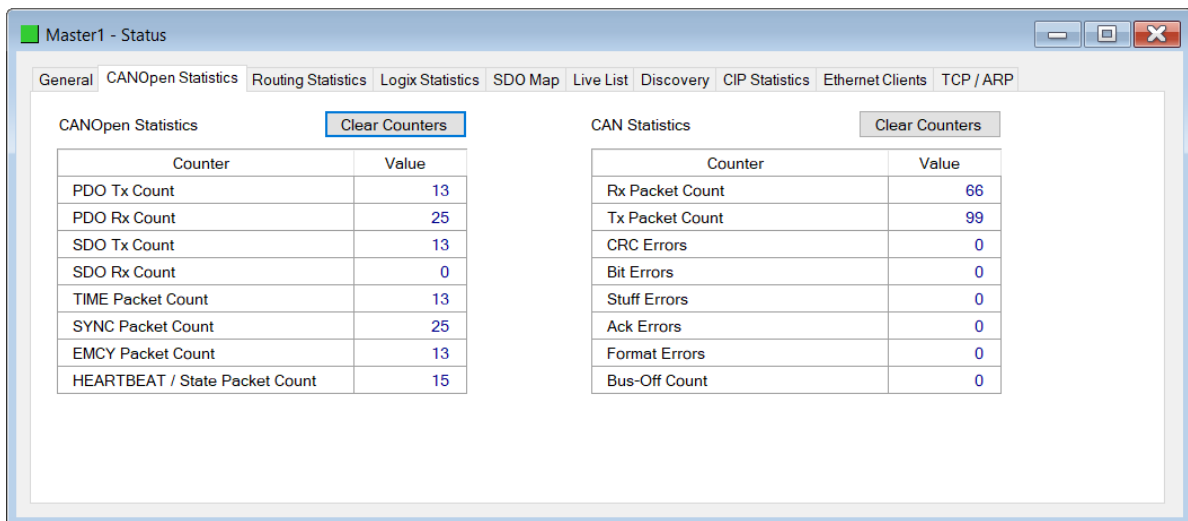 Master1 - Status
General CANOpen Statistics Routing Statistics Logix Statistics SDO Map Live List Discovery CIP Statistics Ethernet Clients TCP / ARP
CANOpen Statistics Clear Counters
Counter Value
PDO Tx Count 13
PDO Rx Count 25
SDO Tx Count 13
SDO Rx Count 0
TIME Packet Count 13
SYNC Packet Count 25
EMCY Packet Count 13
HEARTBEAT / State Packet Count 15
CAN Statistics Clear Counters
Counter Value
Rx Packet Count 66
Tx Packet Count 99
CRC Errors 0
Bit Errors 0
Stuff Errors 0
Ack Errors 0
Format Errors 0
Bus-Off Count 0